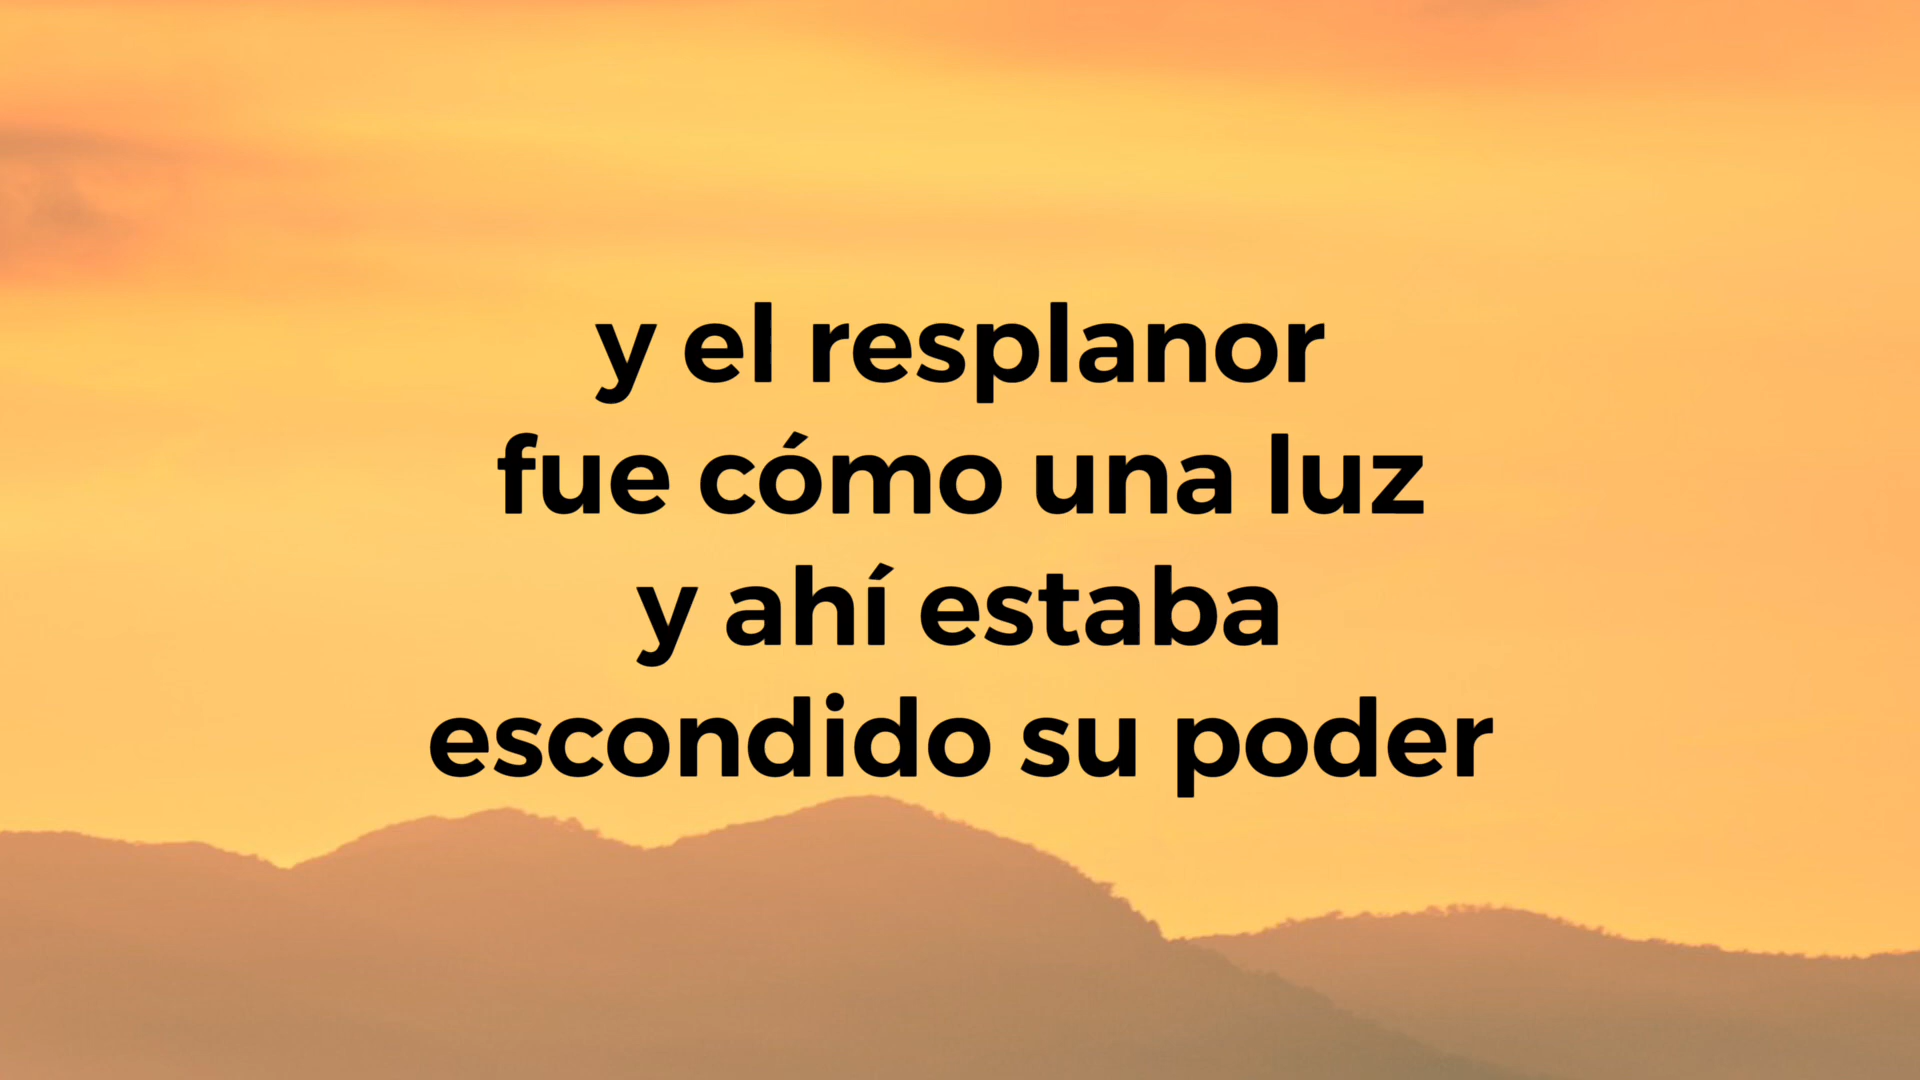 y el resplanor
fue cómo una luz
y ahí estaba
escondido su poder